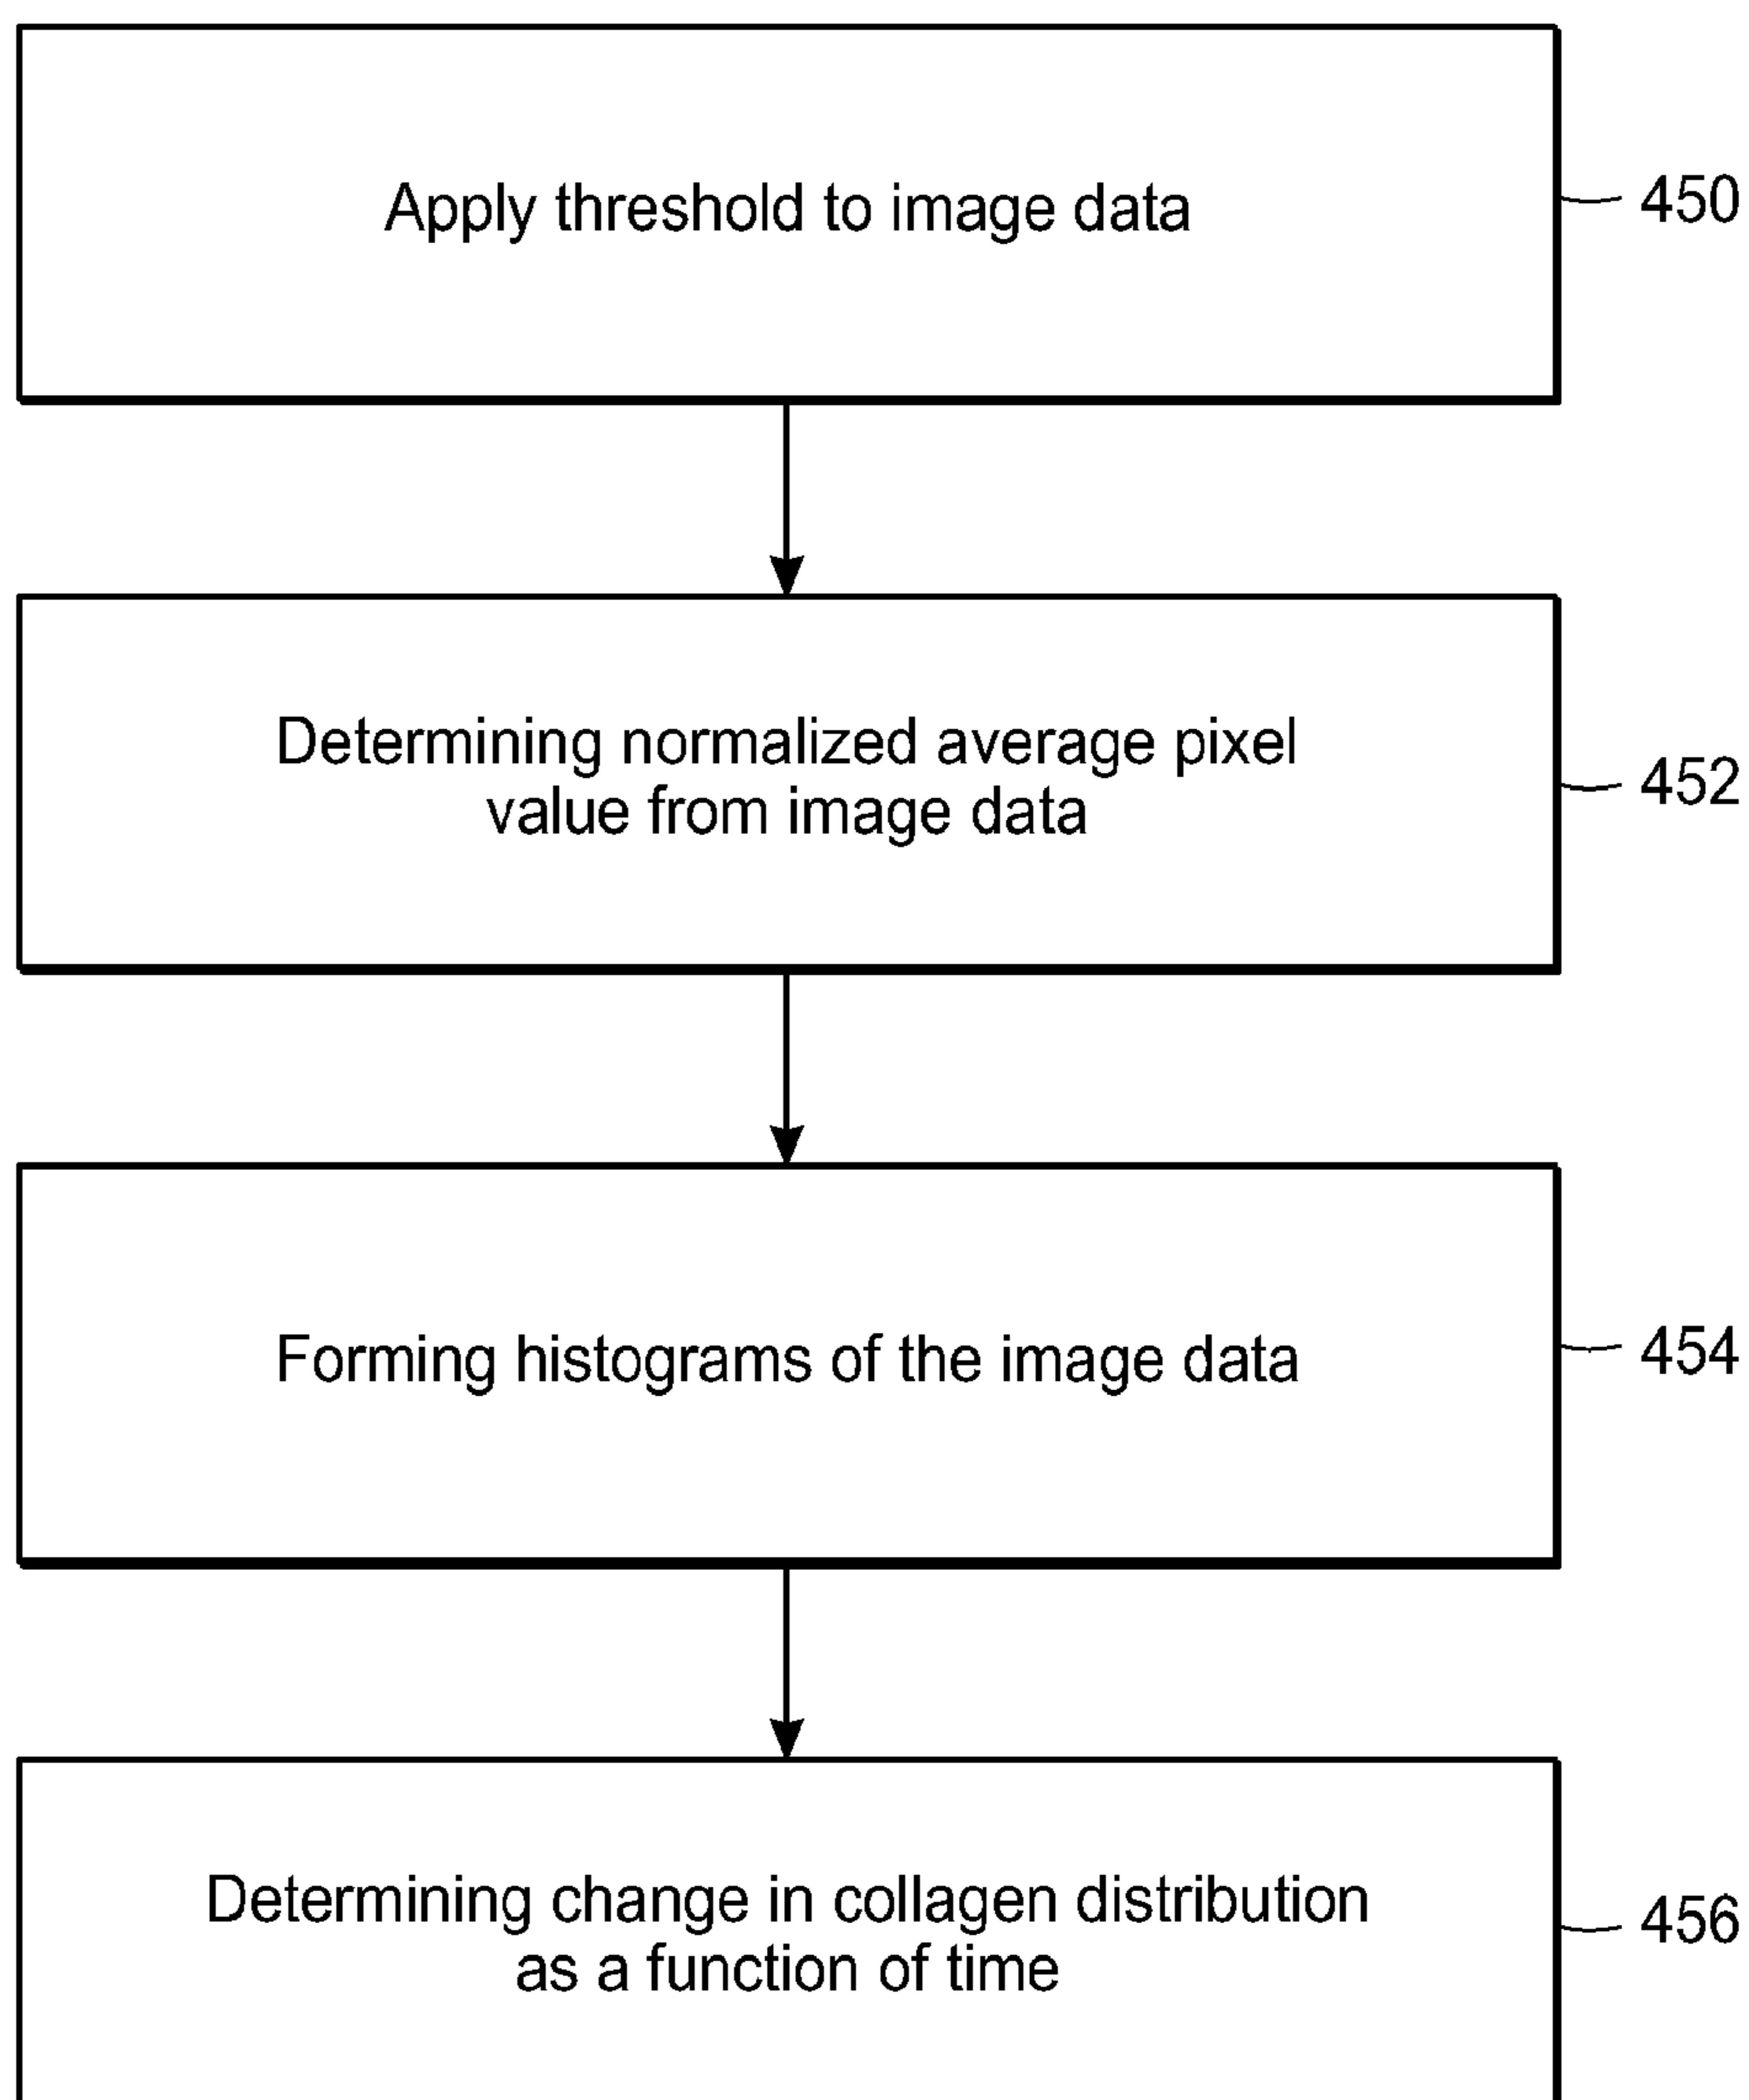 Apply threshold to image data
450
Determining normalized average pixel
value from image data
452
Forming histograms of the image data
454
Determining change in collagen distribution
as a function of time
456